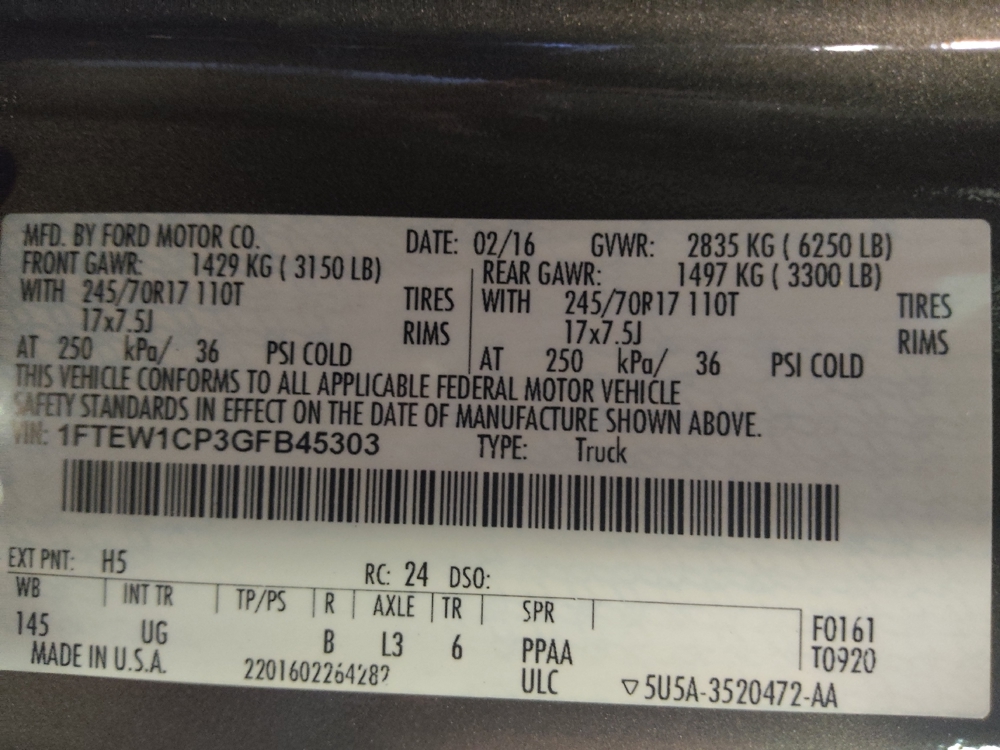 MFD. BY FORD MOTOR CO. DATE: 02/16 GVWR: 2835 KG ( 6250 LB)
FRONT GAWR: 1429 KG ( 3150 LB) REAR GAWR: 1497 KG ( 3300 LB)
WITH 245/70R17 110T TIRES WITH 245/70R17 110T TIRES
17x7.5J RIMS 17x7.5J RIMS
AT 250 kPa/ 36 PSI COLD AT 250 kPa/ 36 PSI COLD
THIS VEHICLE CONFORMS TO ALL APPLICABLE FEDERAL MOTOR VEHICLE
SAFETY STANDARDS IN EFFECT ON THE DATE OF MANUFACTURE SHOWN ABOVE.
VIN: 1FTEW1CP3GFB45303 TYPE: Truck
EXT PNT: H5 RC: 24 DSO:
WB INT TR TP/PS R AXLE TR SPR F0161
145 UG B L3 6 PPAA T0920
MADE IN U.S.A. ULC ▽5U5A-3520472-AA